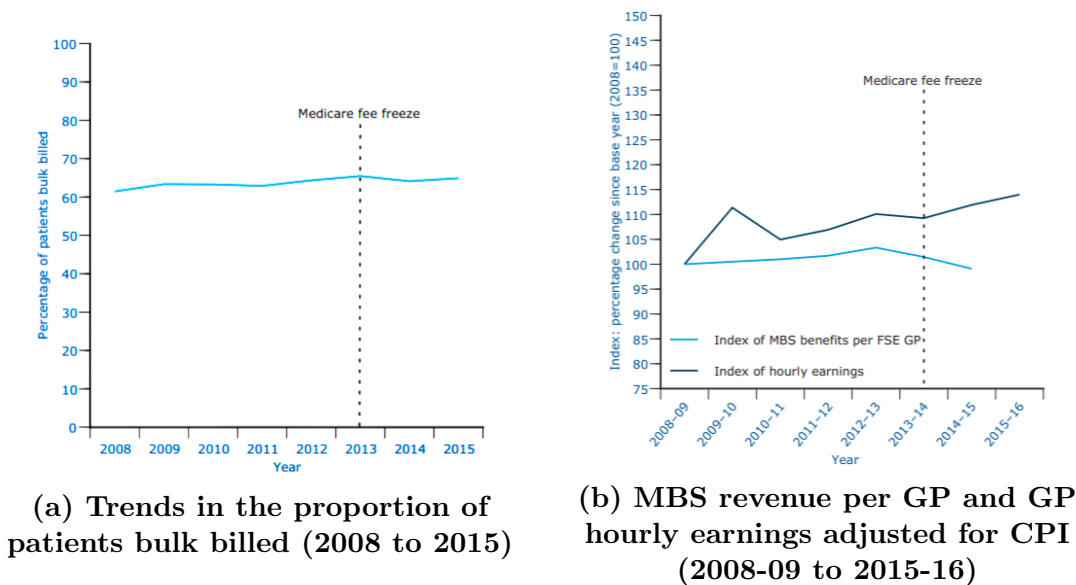 100
90
80
70
60
50
40
30
20
10
0
Percentage of patients bulk billed
Medicare fee freeze
2008 2009 2010 2011 2012 2013 2014 2015
Year
(a) Trends in the proportion of
patients bulk billed (2008 to 2015)
150
145
140
135
130
125
120
115
110
105
100
95
90
85
80
75
Index: percentage change since base year (2008=100)
Medicare fee freeze
Index of MBS benefits per FSE GP
Index of hourly earnings
2008–09 2009–10 2010–11 2011–12 2012–13 2013–14 2014–15 2015–16
Year
(b) MBS revenue per GP and GP
hourly earnings adjusted for CPI
(2008-09 to 2015-16)